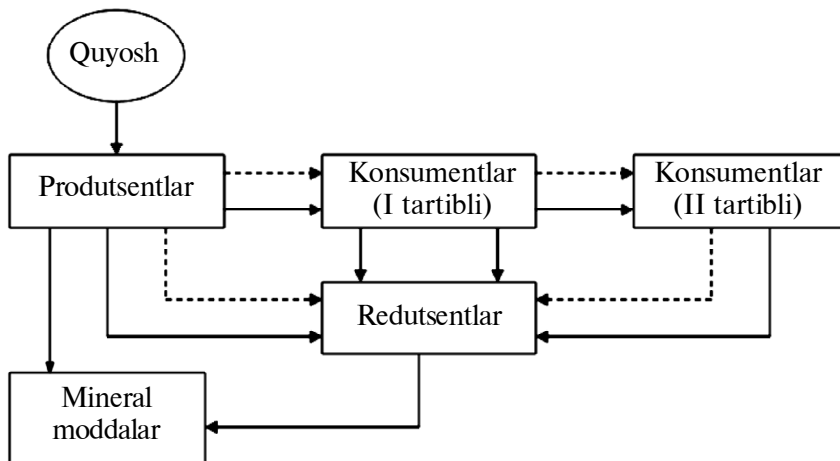 Quyosh
Produtsentlar
Konsumentlar
(I tartibli)
Konsumentlar
(II tartibli)
Redutsentlar
Mineral
moddalar